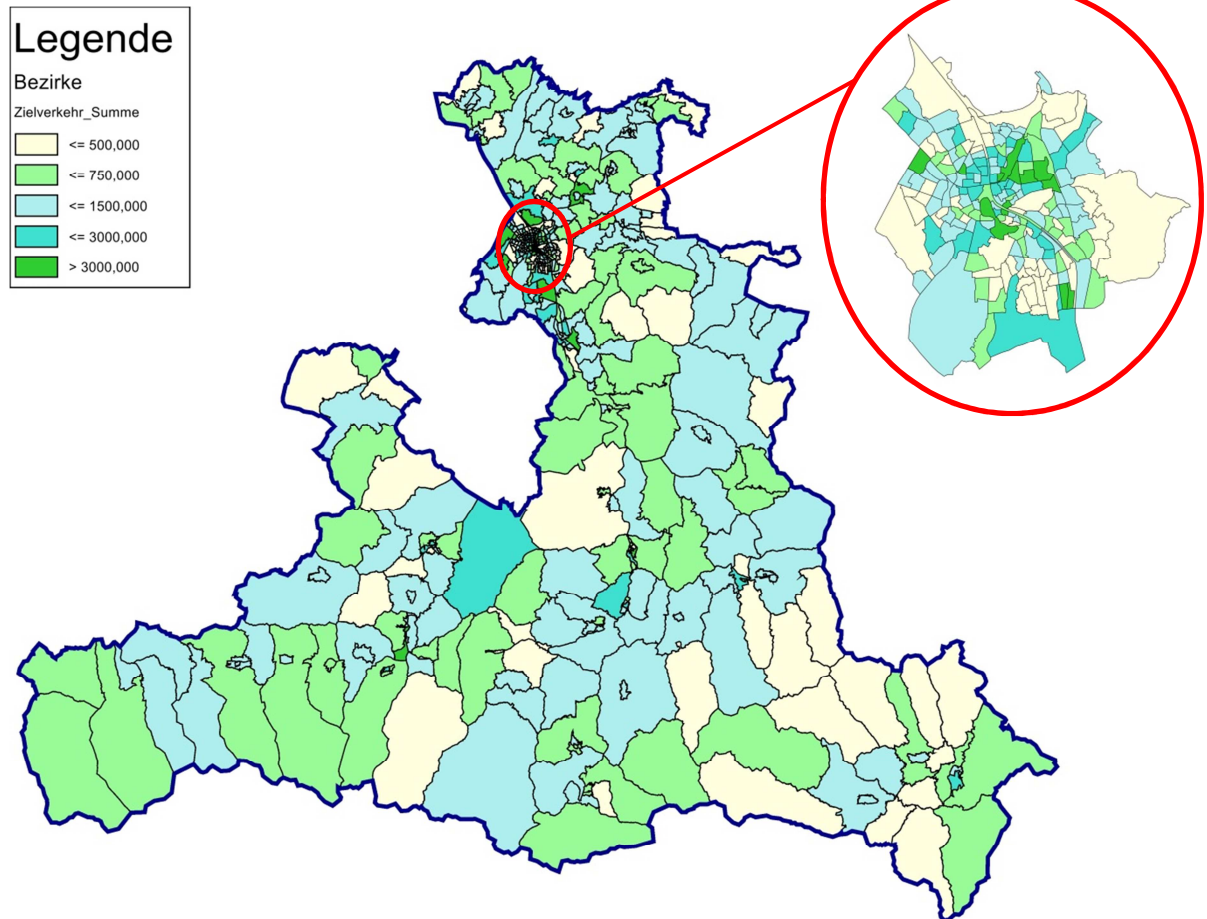 Legende
Bezirke
Zielverkehr_Summe
<= 500,000
<= 750,000
<= 1500,000
<= 3000,000
> 3000,000